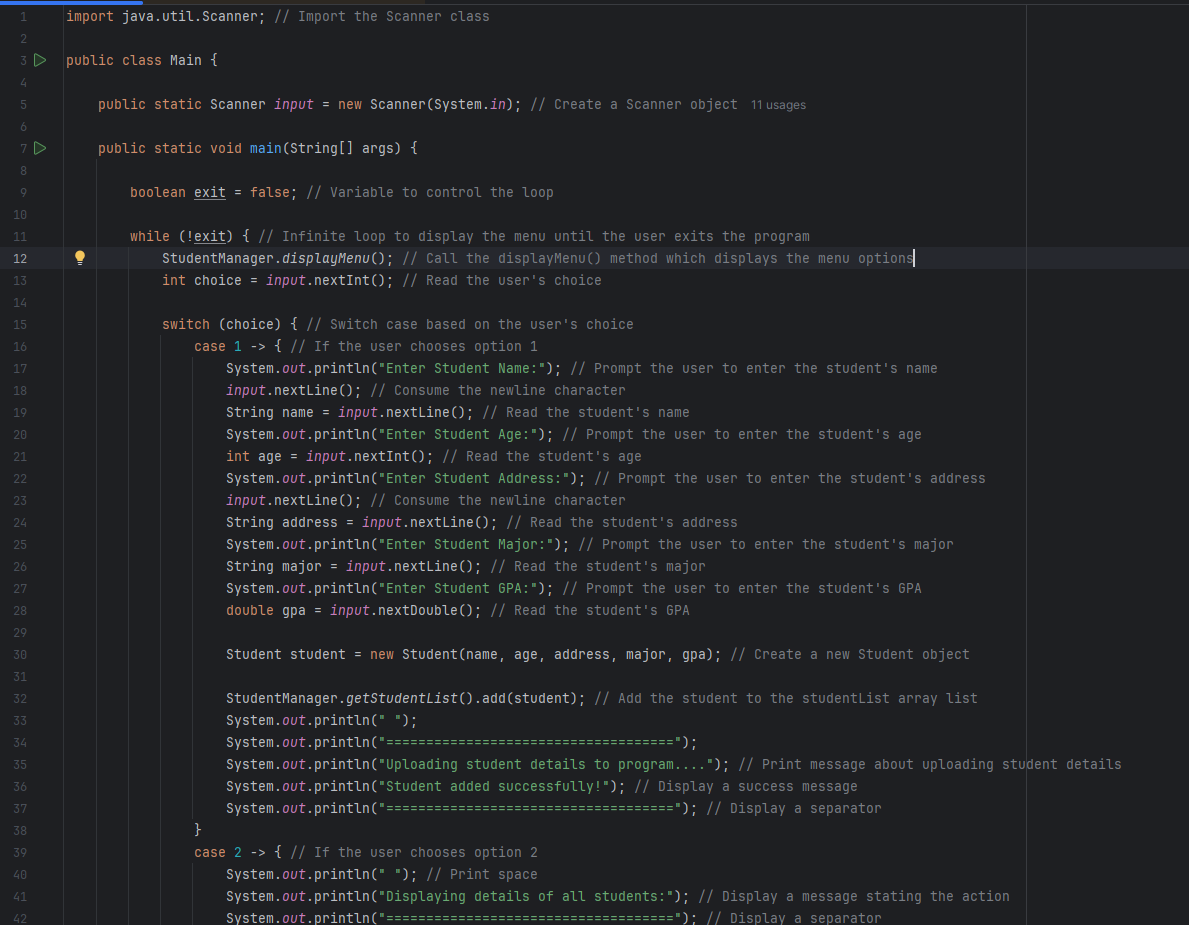 1 import java.util.Scanner; // Import the Scanner class
2
3 public class Main {
4
5 public static Scanner input = new Scanner(System.in); // Create a Scanner object 11 usages
6
7 public static void main(String[] args) {
8
9 boolean exit = false; // Variable to control the loop
10
11 while (!exit) { // Infinite loop to display the menu until the user exits the program
12 StudentManager.displayMenu(); // Call the displayMenu() method which displays the menu options
13 int choice = input.nextInt(); // Read the user's choice
14
15 switch (choice) { // Switch case based on the user's choice
16 case 1 -> { // If the user chooses option 1
17 System.out.println("Enter Student Name:"); // Prompt the user to enter the student's name
18 input.nextLine(); // Consume the newline character
19 String name = input.nextLine(); // Read the student's name
20 System.out.println("Enter Student Age:"); // Prompt the user to enter the student's age
21 int age = input.nextInt(); // Read the student's age
22 System.out.println("Enter Student Address:"); // Prompt the user to enter the student's address
23 input.nextLine(); // Consume the newline character
24 String address = input.nextLine(); // Read the student's address
25 System.out.println("Enter Student Major:"); // Prompt the user to enter the student's major
26 String major = input.nextLine(); // Read the student's major
27 System.out.println("Enter Student GPA:"); // Prompt the user to enter the student's GPA
28 double gpa = input.nextDouble(); // Read the student's GPA
29
30 Student student = new Student(name, age, address, major, gpa); // Create a new Student object
31
32 StudentManager.getStudentList().add(student); // Add the student to the studentList array list
33 System.out.println(" ");
34 System.out.println("====================================");
35 System.out.println("Uploading student details to program...."); // Print message about uploading student details
36 System.out.println("Student added successfully!"); // Display a success message
37 System.out.println("===================================="); // Display a separator
38 }
39 case 2 -> { // If the user chooses option 2
40 System.out.println(" "); // Print space
41 System.out.println("Displaying details of all students:"); // Display a message stating the action
42 System.out.println("===================================="); // Display a separator